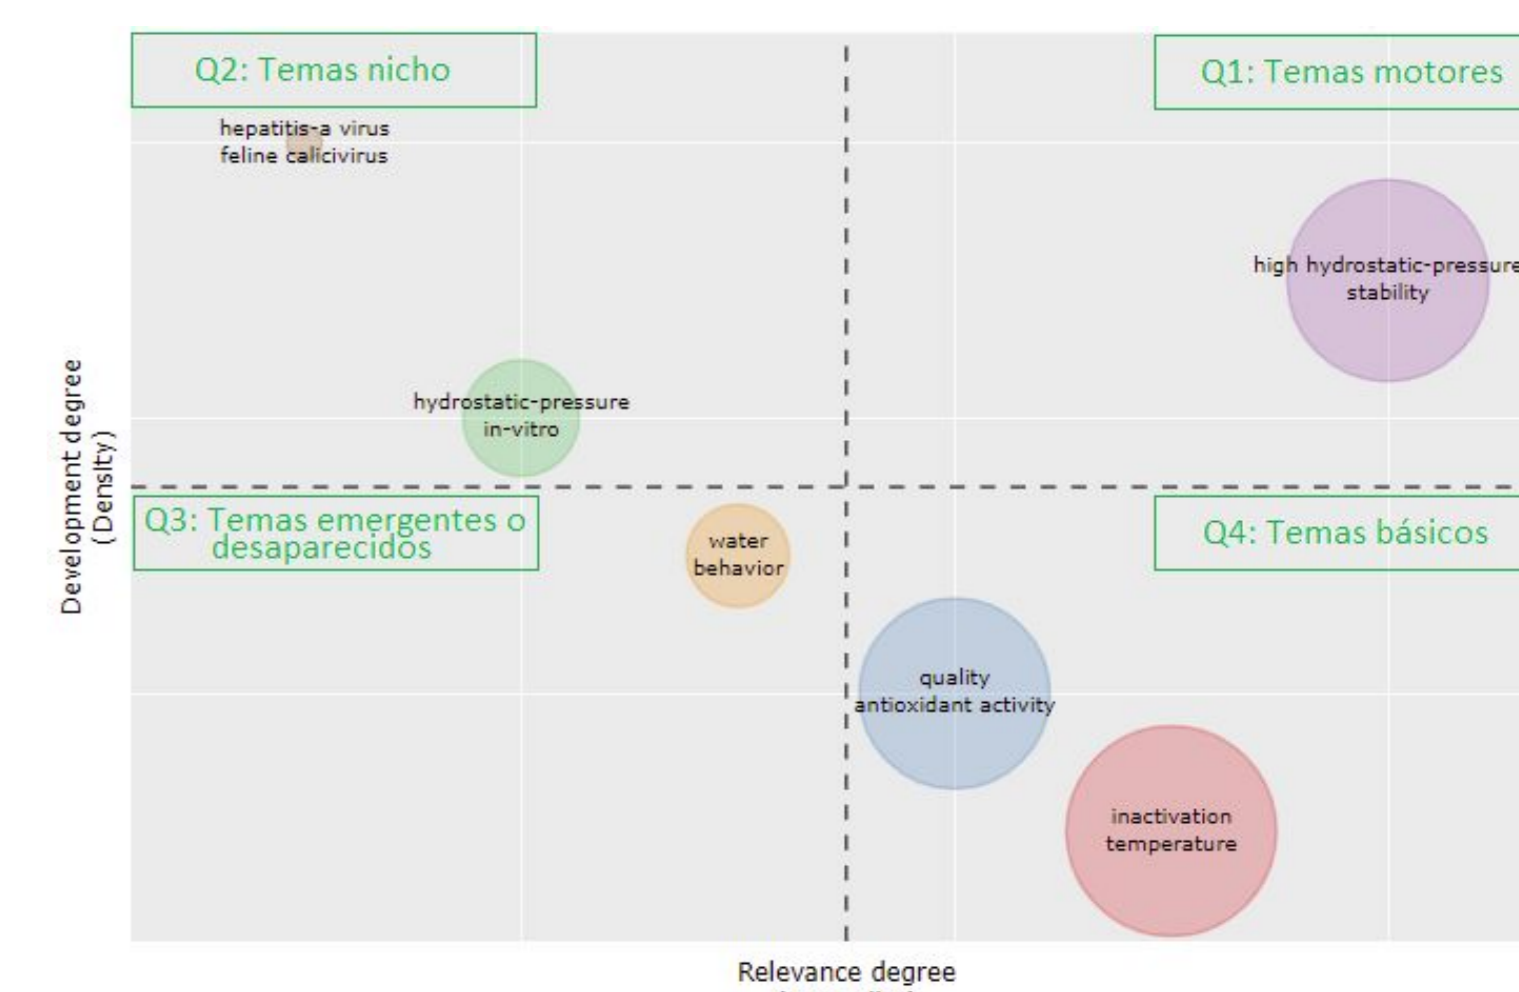 Q2: Temas nicho
Q1: Temas motores
hepatitis-a virus
feline calicivirus
high hydrostatic-pressure
stability
hydrostatic-pressure
in-vitro
Development degree
(Density)
Q3: Temas emergentes o
desaparecidos
Q4: Temas básicos
water
behavior
quality
antioxidant activity
inactivation
temperature
Relevance degree